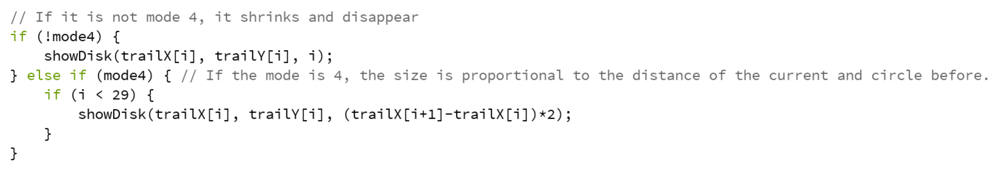 // If it is not mode 4, it shrinks and disappear
if (!mode4) {
    showDisk(trailX[i], trailY[i], i);
} else if (mode4) { // If the mode is 4, the size is proportional to the distance of the current and circle before.
    if (i < 29) {
        showDisk(trailX[i], trailY[i], (trailX[i+1]-trailX[i])*2);
    }
}